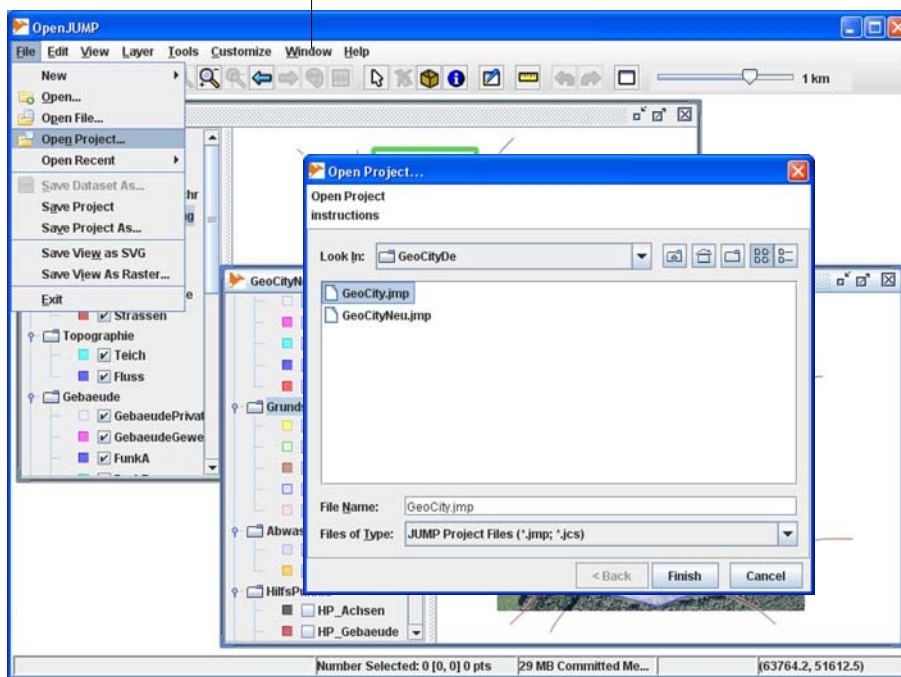 OpenJUMP
File Edit View Layer Tools Customize Window Help
1 km
New
Open...
Open File...
Open Project...
Open Recent
Save Dataset As...
Save Project
Save Project As...
Save View as SVG
Save View As Raster...
Exit
hr
g
e
Strassen
Topographie
Teich
Fluss
Gebaeude
GebaeudePrivat
GebaeudeGewe
FunkA
GeoCityN
Grunds
Abwas
HilfsPu
HP_Achsen
HP_Gebaeude
Open Project...
Open Project
instructions
Look In: GeoCityDe
GeoCity.jmp
GeoCityNeu.jmp
File Name: GeoCity.jmp
Files of Type: JUMP Project Files (*.jmp; *.jcs)
< Back Finish Cancel
Number Selected: 0 [0, 0] 0 pts 29 MB Committed Me... (63764.2, 51612.5)